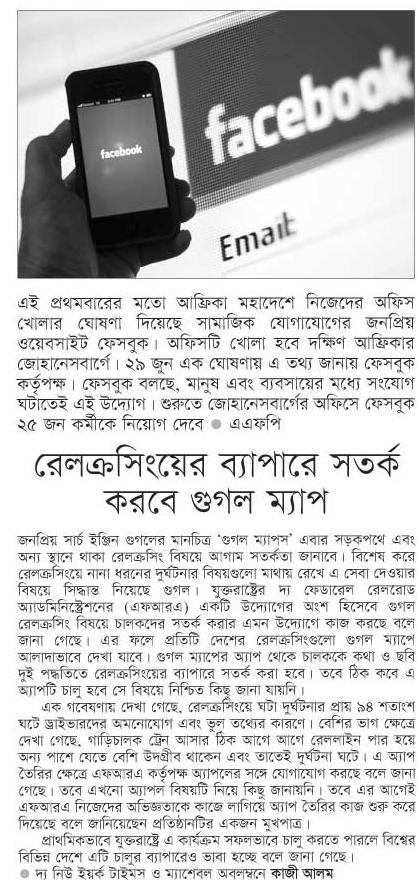 facebook
facebook
Email
এই প্রথমবারের মতো আফ্রিকা মহাদেশে নিজেদের অফিস
খোলার ঘোষণা দিয়েছে সামাজিক যোগাযোগের জনপ্রিয়
ওয়েবসাইট ফেসবুক। অফিসটি খোলা হবে দক্ষিণ আফ্রিকার
জোহানেসবার্গে। ২৯ জুন এক ঘোষণায় এ তথ্য জানায় ফেসবুক
কর্তৃপক্ষ। ফেসবুক বলছে, মানুষ এবং ব্যবসায়ের মধ্যে সংযোগ
ঘটাতেই এই উদ্যোগ। শুরুতে জোহানেসবার্গের অফিসে ফেসবুক
২৫ জন কর্মীকে নিয়োগ দেবে ● এএফপি
রেলক্রসিংয়ের ব্যাপারে সতর্ক
করবে গুগল ম্যাপ
জনপ্রিয় সার্চ ইঞ্জিন গুগলের মানচিত্র ‘গুগল ম্যাপস’ এবার সড়কপথে এবং
অন্য স্থানে থাকা রেলক্রসিং বিষয়ে আগাম সতর্কতা জানাবে। বিশেষ করে
রেলক্রসিংয়ে নানা ধরনের দুর্ঘটনার বিষয়গুলো মাথায় রেখে এ সেবা দেওয়ার
বিষয়ে সিদ্ধান্ত নিয়েছে গুগল। যুক্তরাষ্ট্রের দ্য ফেডারেল রেলরোড
অ্যাডমিনিস্ট্রেশনের (এফআরএ) একটি উদ্যোগের অংশ হিসেবে গুগল
রেলক্রসিং বিষয়ে চালকদের সতর্ক করার এমন উদ্যোগে কাজ করছে বলে
জানা গেছে। এর ফলে প্রতিটি দেশের রেলক্রসিংগুলো গুগল ম্যাপে
আলাদাভাবে দেখা যাবে। গুগল ম্যাপের অ্যাপ থেকে চালককে কথা ও ছবি
দুই পদ্ধতিতে রেলক্রসিংয়ের ব্যাপারে সতর্ক করা হবে। তবে ঠিক কবে এ
অ্যাপটি চালু হবে সে বিষয়ে নিশ্চিত কিছু জানা যায়নি।
এক গবেষণায় দেখা গেছে, রেলক্রসিংয়ে ঘটা দুর্ঘটনার প্রায় ৯৪ শতাংশ
ঘটে ড্রাইভারদের অমনোযোগ এবং ভুল তথ্যের কারণে। বেশির ভাগ ক্ষেত্রে
দেখা গেছে, গাড়িচালক ট্রেন আসার ঠিক আগে আগে রেললাইন পার হয়ে
অন্য পাশে যেতে বেশি উদগ্রীব থাকেন এবং তাতেই দুর্ঘটনা ঘটে। এ অ্যাপ
তৈরির ক্ষেত্রে এফআরএ কর্তৃপক্ষ অ্যাপলের সঙ্গে যোগাযোগ করছে বলে জানা
গেছে। তবে এখনো অ্যাপল বিষয়টি নিয়ে কিছু জানায়নি। তবে এর আগেই
এফআরএ নিজেদের অভিজ্ঞতাকে কাজে লাগিয়ে অ্যাপ তৈরির কাজ শুরু করে
দিয়েছে বলে জানিয়েছেন প্রতিষ্ঠানটির একজন মুখপাত্র।
প্রাথমিকভাবে যুক্তরাষ্ট্রে এ কার্যক্রম সফলভাবে চালু করতে পারলে বিশ্বের
বিভিন্ন দেশে এটি চালুর ব্যাপারেও ভাবা হচ্ছে বলে জানা গেছে।
● দ্য নিউ ইয়র্ক টাইমস ও ম্যাশেবল অবলম্বনে কাজী আলম